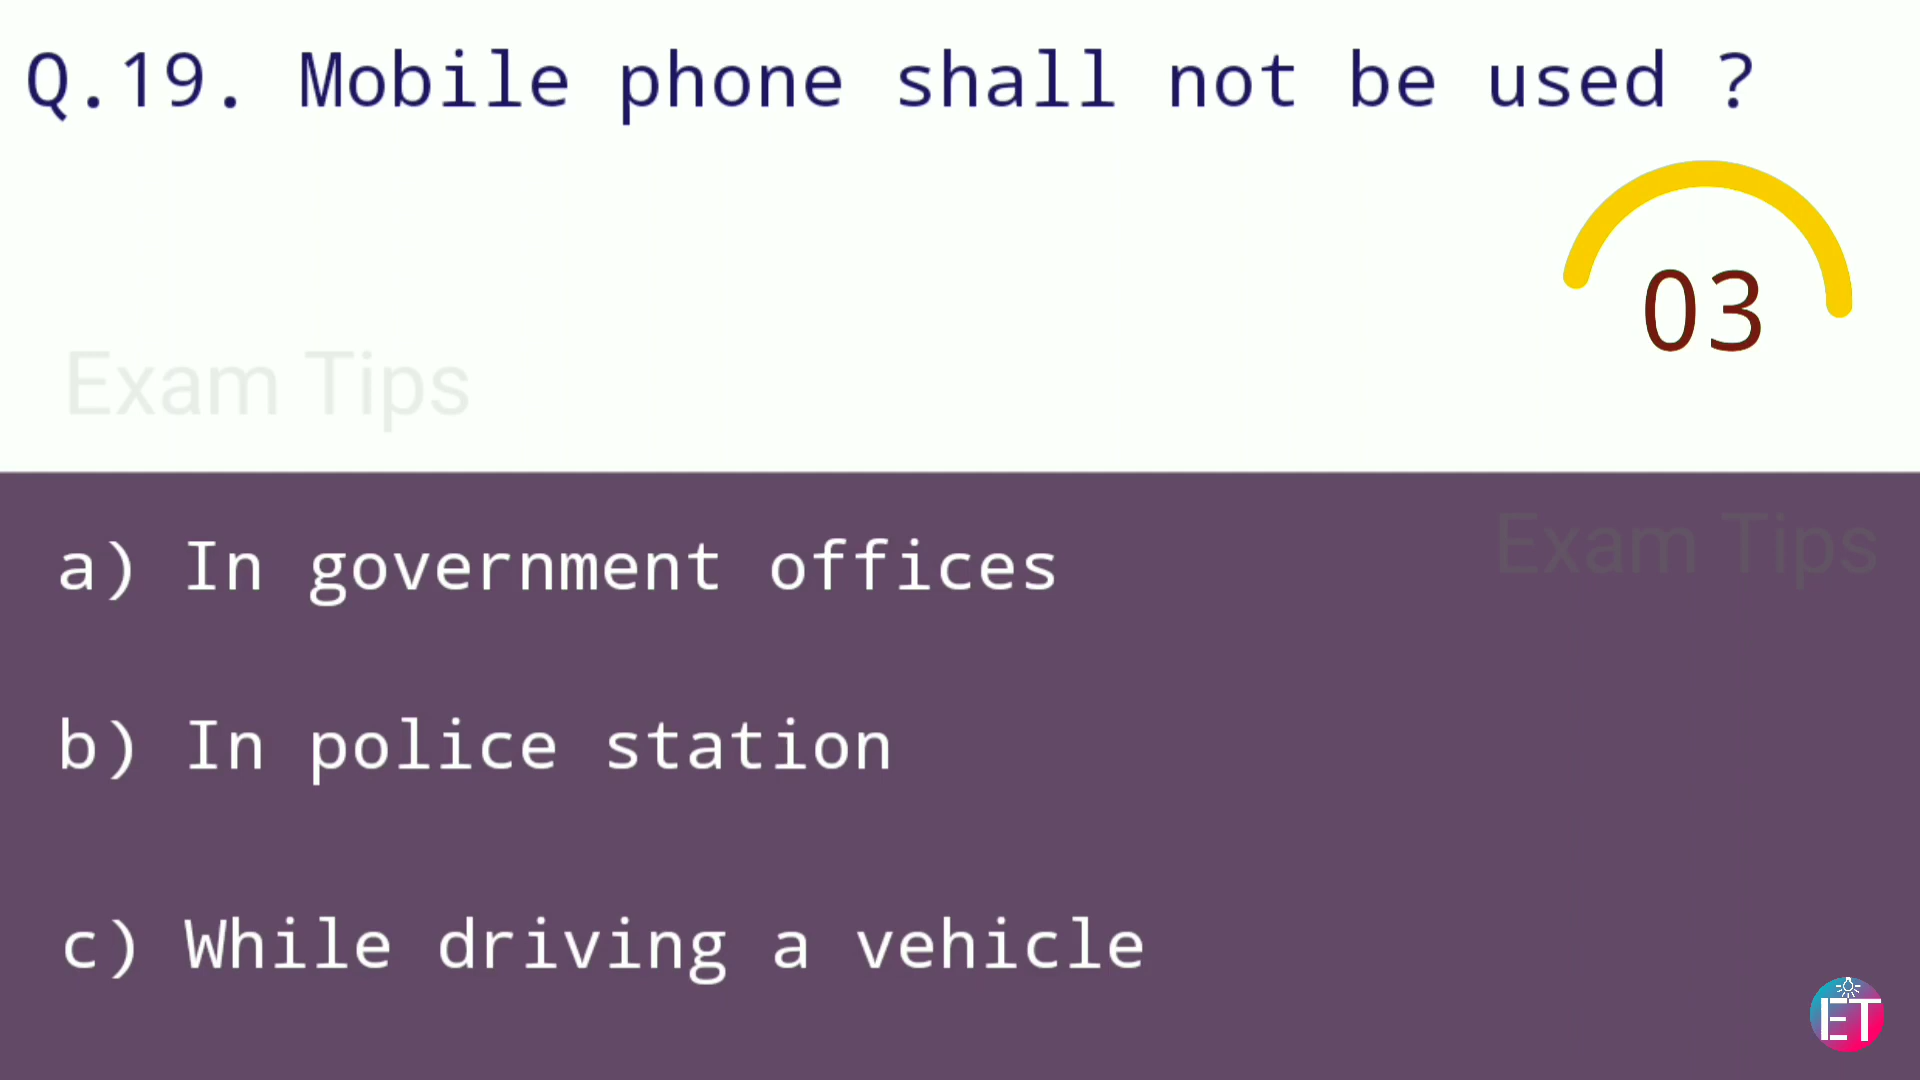 Q.19. Mobile phone shall not be used ?
03
Exam Tips
Exam Tips
a) In government offices
b) In police station
c) While driving a vehicle
ET